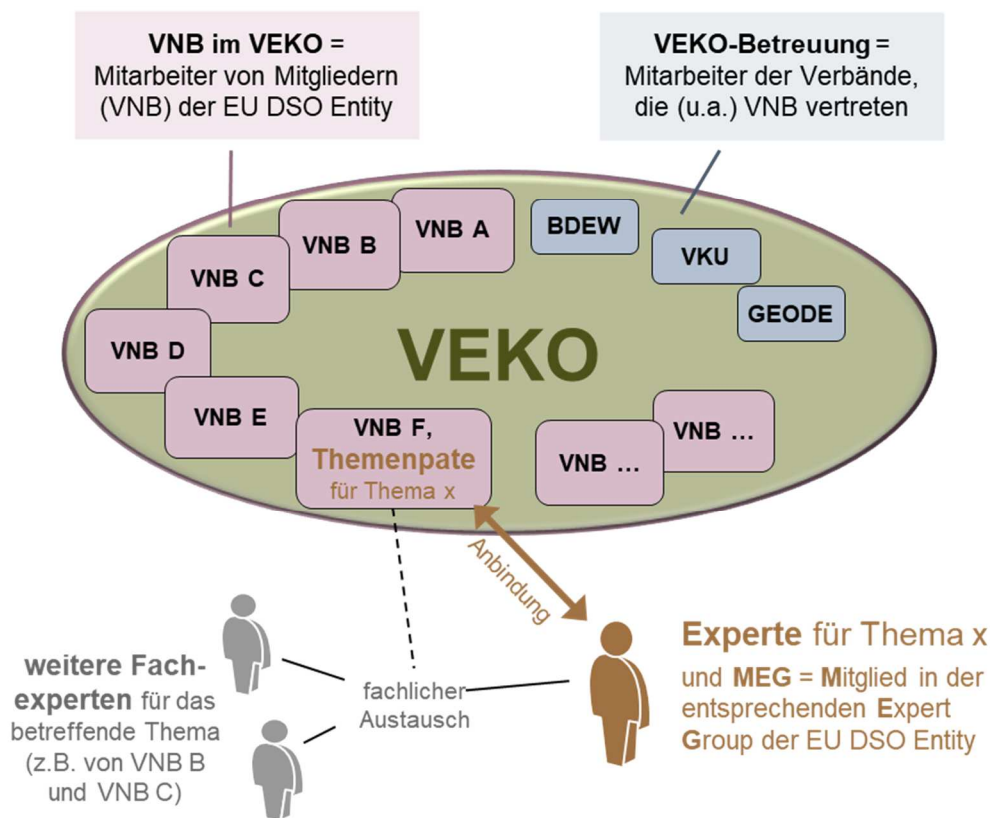 VNB im VEKO =
Mitarbeiter von Mitgliedern
(VNB) der EU DSO Entity
VEKO-Betreuung =
Mitarbeiter der Verbände,
die (u.a.) VNB vertreten
VNB A
VNB B
VNB C
VNB D
VNB E
BDEW
VKU
GEODE
VEKO
VNB F,
Themenpate
für Thema x
VNB ...
VNB ...
Anbindung
weitere Fach-
experten für das
betreffende Thema
(z.B. von VNB B
und VNB C)
fachlicher
Austausch
Experte für Thema x
und MEG = Mitglied in der
entsprechenden Expert
Group der EU DSO Entity